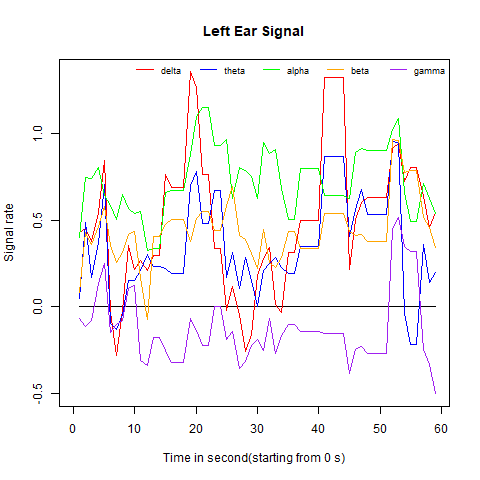 Left Ear Signal
delta theta alpha beta gamma
Signal rate
1.0
0.5
0.0
-0.5
0 10 20 30 40 50 60
Time in second(starting from 0 s)